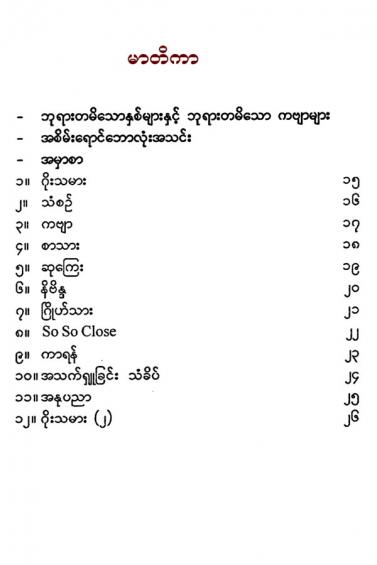 မာတိကာ
- ဘုရားတမိသောနှစ်များနှင့် ဘုရားတမိသော ကဗျာများ
- အစိမ်းရောင်ဘောလုံးအသင်း
- အမှာစာ
၁။ ဂိုးသမား ၁၅
၂။ သံစဉ် ၁၆
၃။ ကဗျာ ၁၇
၄။ စာသား ၁၈
၅။ ဆုကြေး ၁၉
၆။ နိဗိန္ဒ ၂၀
၇။ ဂြိုဟ်သား ၂၁
၈။ So So Close ၂၂
၉။ ကာရန် ၂၃
၁၀။ အသက်ရှူခြင်း သံခိပ် ၂၄
၁၁။ အနုပညာ ၂၅
၁၂။ ဂိုးသမား (၂) ၂၆